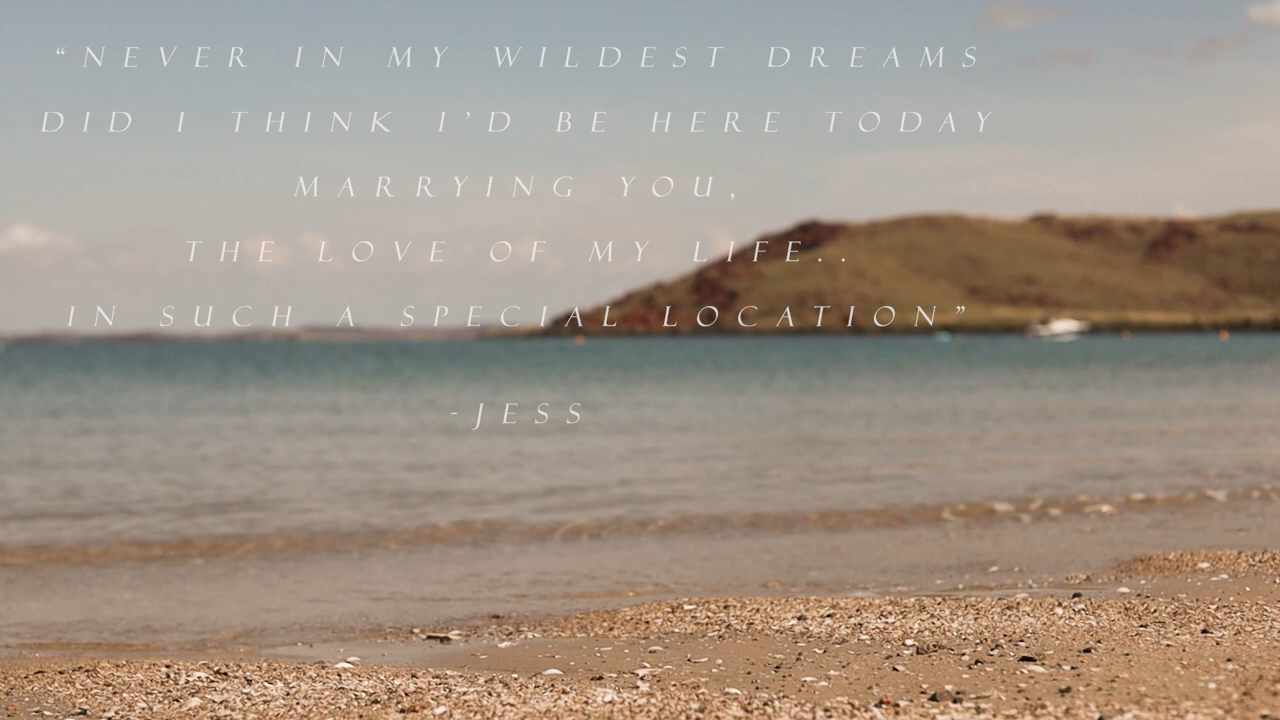 “NEVER IN MY WILDEST DREAMS
DID I THINK I’D BE HERE TODAY
MARRYING YOU,
THE LOVE OF MY LIFE..
IN SUCH A SPECIAL LOCATION”
-JESS